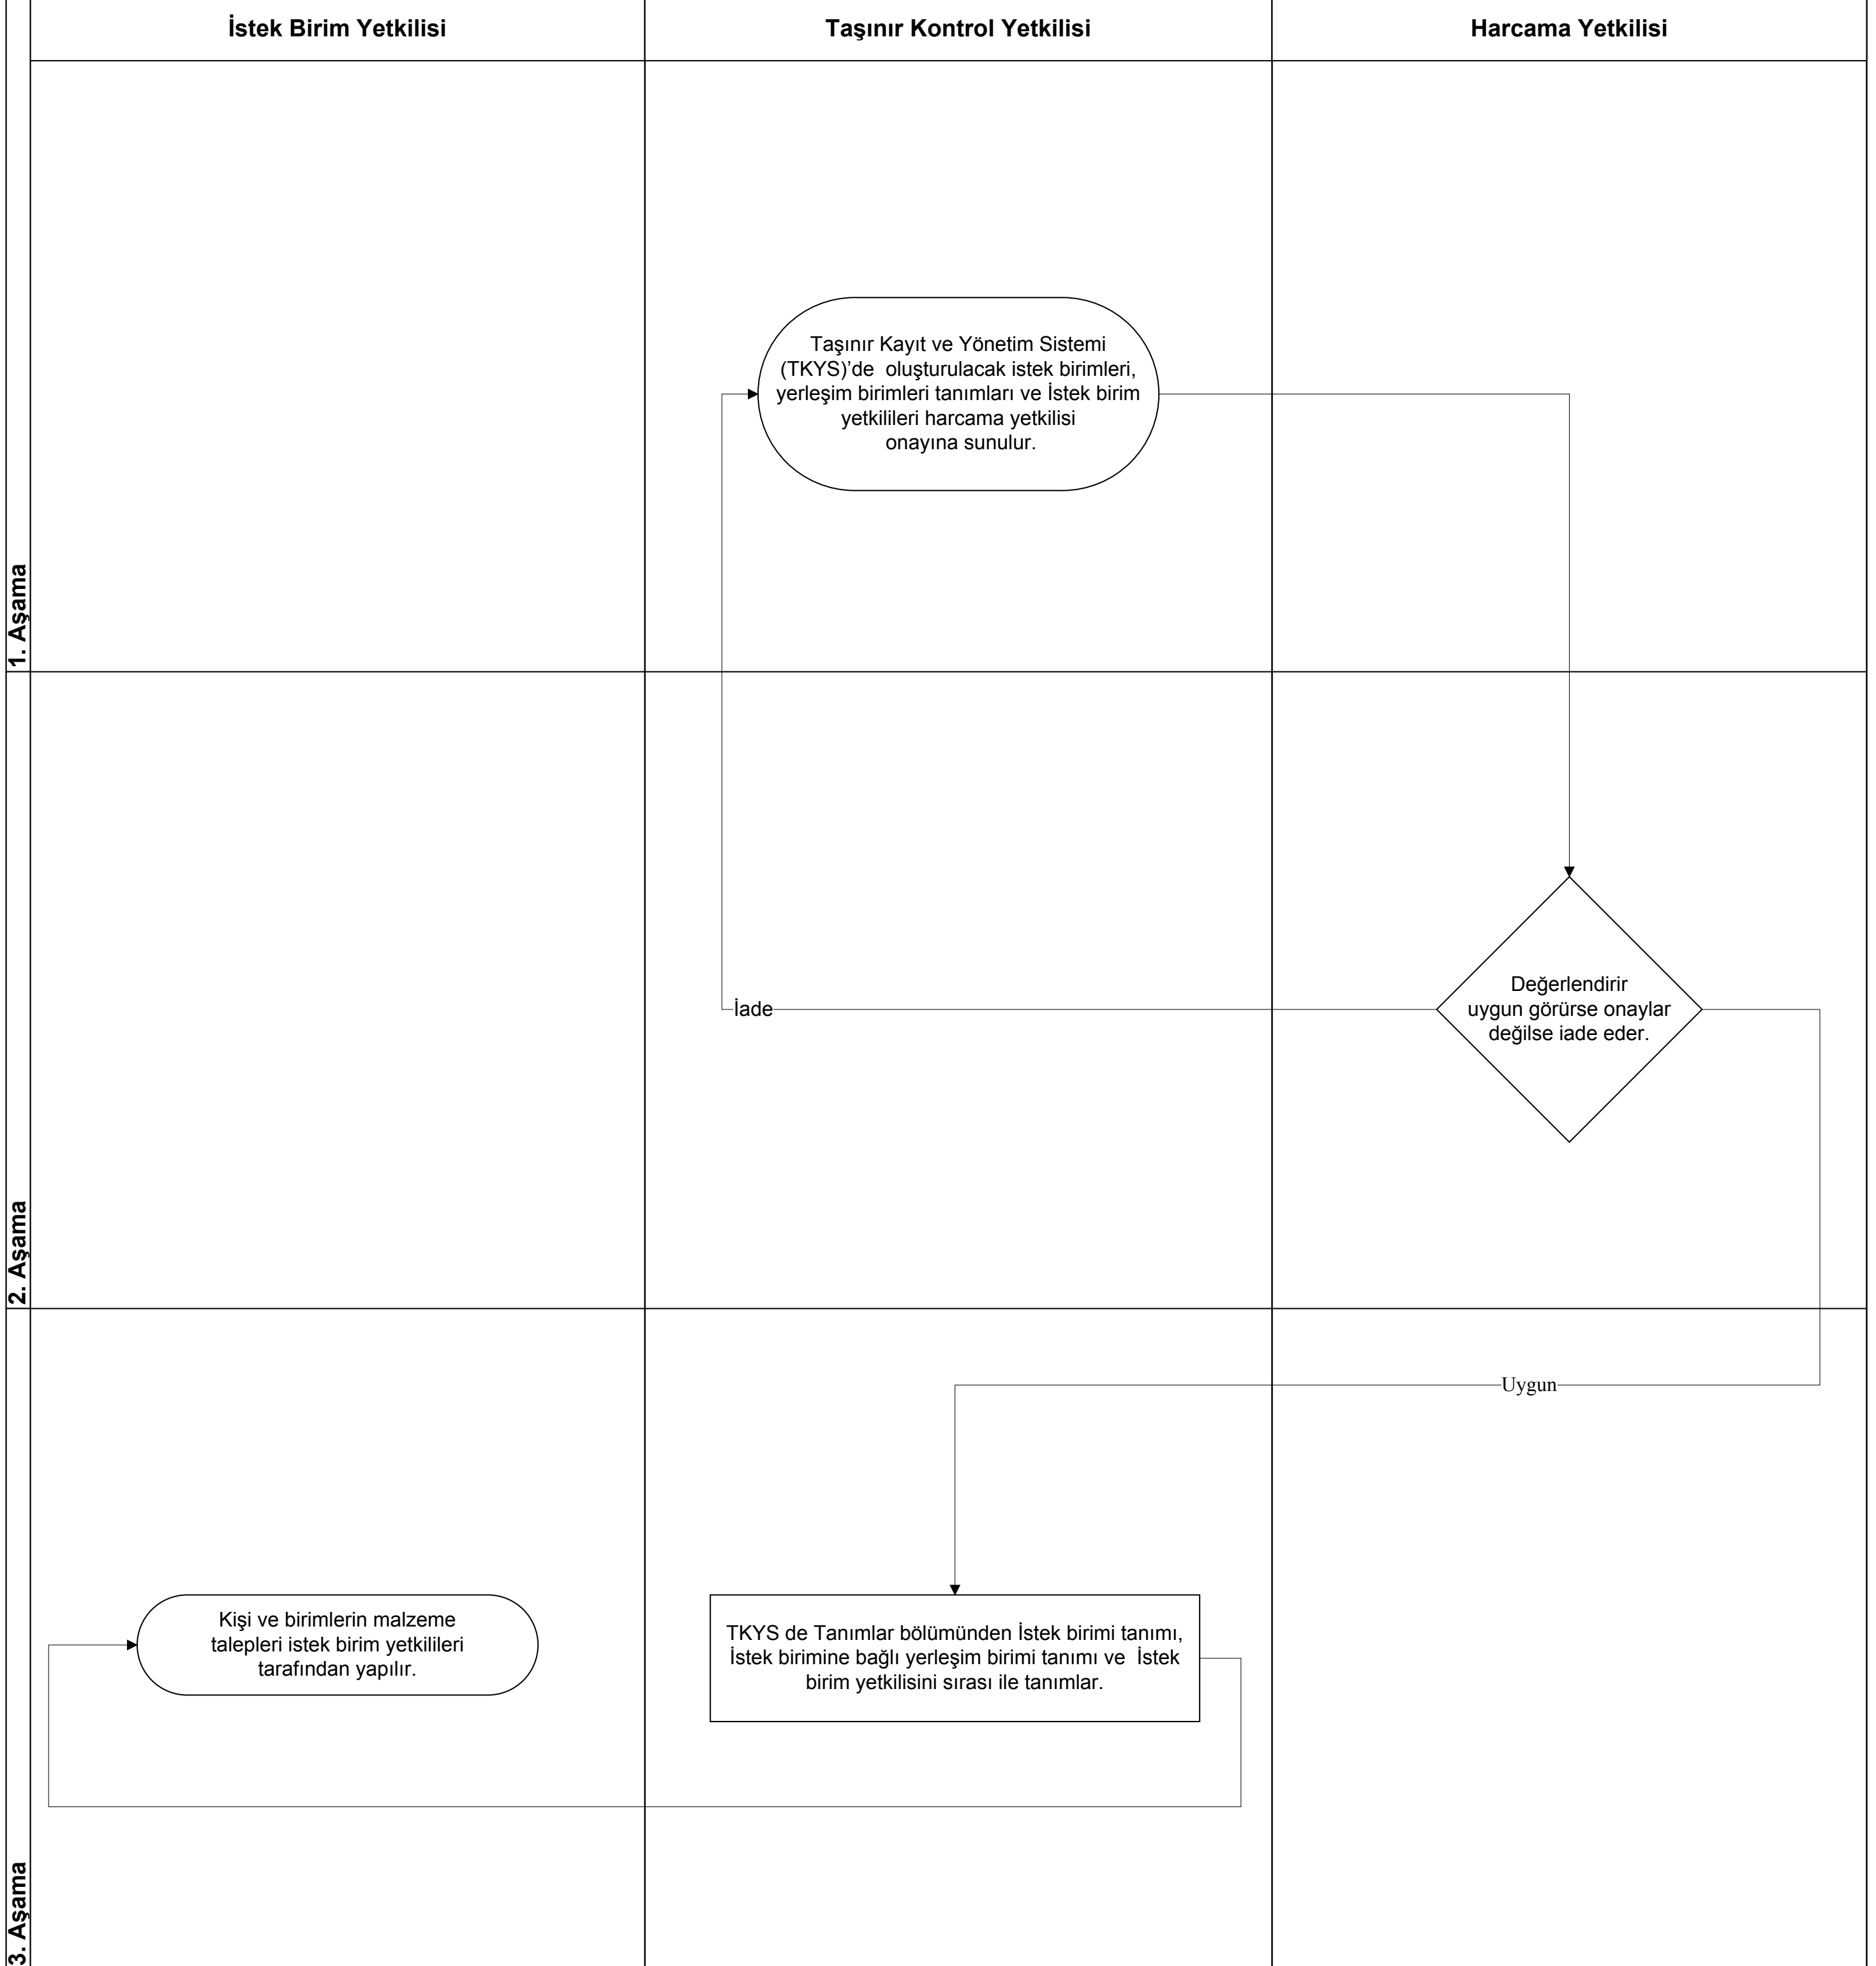 İstek Birim Yetkilisi
Taşınır Kontrol Yetkilisi
Harcama Yetkilisi
1. Aşama
Taşınır Kayıt ve Yönetim Sistemi
(TKYS)’de oluşturulacak istek birimleri,
yerleşim birimleri tanımları ve İstek birim
yetkilileri harcama yetkilisi
onayına sunulur.
2. Aşama
İade
Değerlendirir
uygun görürse onaylar
değilse iade eder.
3. Aşama
Uygun
Kişi ve birimlerin malzeme
talepleri istek birim yetkilileri
tarafından yapılır.
TKYS de Tanımlar bölümünden İstek birimi tanımı,
İstek birimine bağlı yerleşim birimi tanımı ve İstek
birim yetkilisini sırası ile tanımlar.